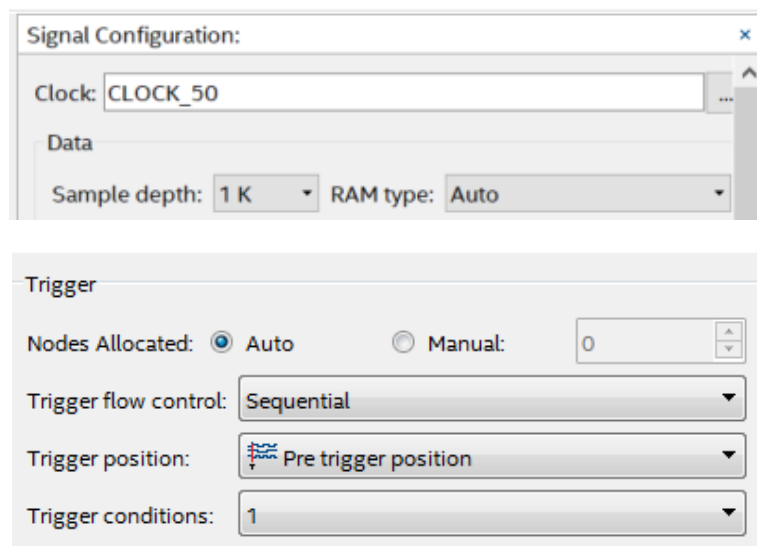 Signal Configuration:
Clock: CLOCK_50 ...
Data
Sample depth: 1 K RAM type: Auto
Trigger
Nodes Allocated: Auto Manual: 0
Trigger flow control: Sequential
Trigger position: Pre trigger position
Trigger conditions: 1